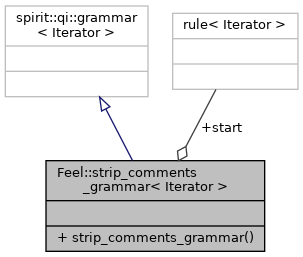 spirit::qi::grammar
< Iterator >
rule< Iterator >
+start
Feel::strip_comments
_grammar< Iterator >
+ strip_comments_grammar()